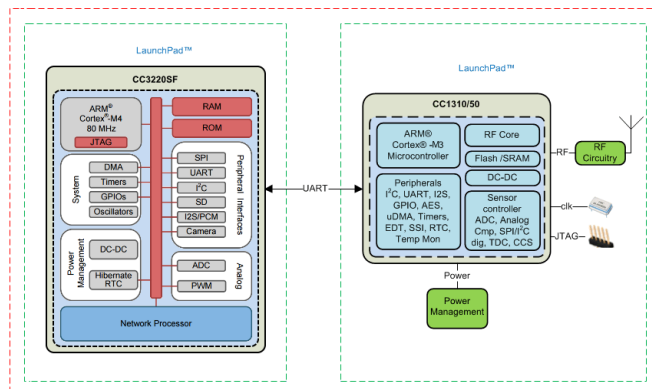 LaunchPad™
CC3220SF
ARM®
Cortex®-M4
80 MHz
JTAG
RAM
ROM
System
DMA
Timers
GPIOs
Oscillators
Power
Management
DC-DC
Hibernate
RTC
Peripheral Interfaces
SPI
UART
I²C
SD
I2S/PCM
Camera
Analog
ADC
PWM
Network Processor
UART
LaunchPad™
CC1310/50
ARM®
Cortex® -M3
Microcontroller
RF Core
Flash /SRAM
DC-DC
Peripherals
I²C, UART, I2S,
GPIO, AES,
uDMA, Timers,
EDT, SSI, RTC,
Temp Mon
Sensor
controller
ADC, Analog
Cmp, SPI/I²C
dig, TDC, CCS
RF
RF
Circuitry
clk
JTAG
Power
Power
Management